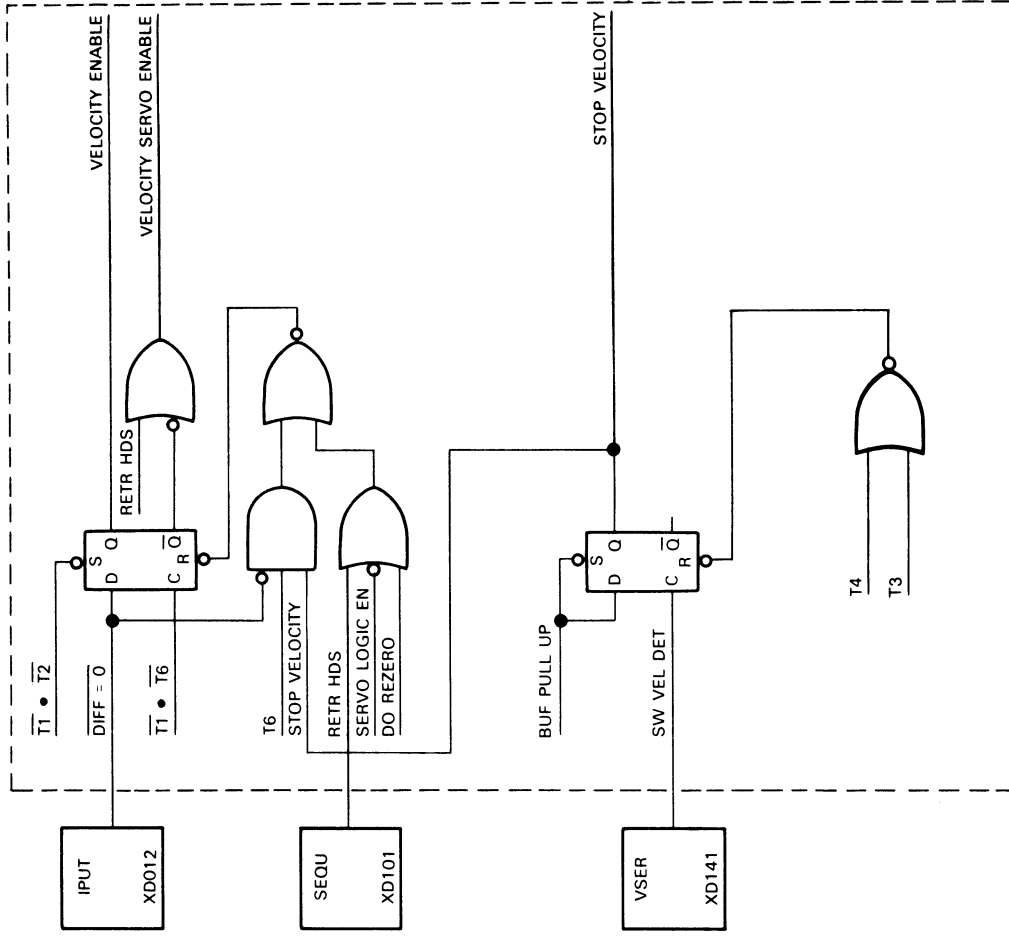 VELOCITY ENABLE
VELOCITY SERVO ENABLE
STOP VELOCITY
RETR HDS
S
D Q
C Q̅
R
T̅1̅ • T̅2̅
D̅I̅F̅F̅ ̅=̅ ̅0̅
T̅1̅ • T̅6̅
T6
STOP VELOCITY
RETR HDS
SERVO LOGIC EN
DO REZERO
BUF PULL UP
SW VEL DET
S
D Q
C Q̅
R
T4
T3
IPUT
XD012
SEQU
XD101
VSER
XD141